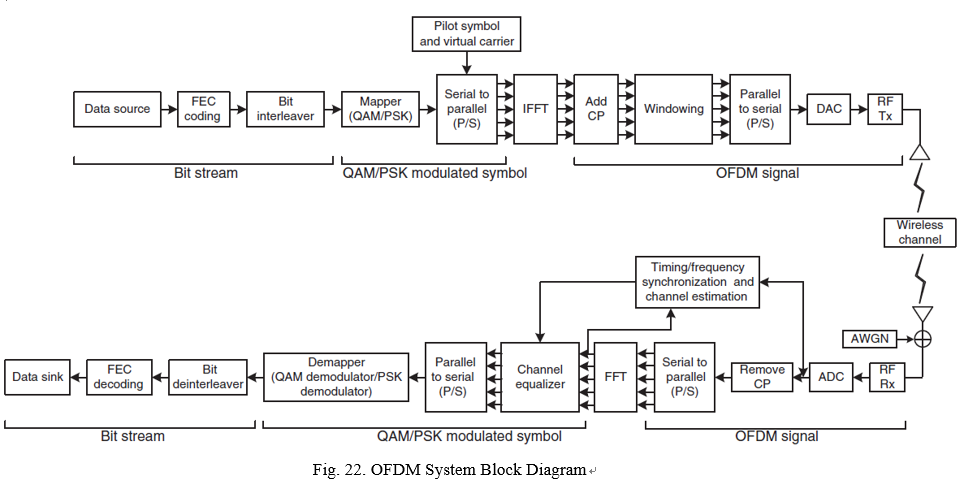 Pilot symbol
and virtual carrier
Data source
FEC
coding
Bit
interleaver
Mapper
(QAM/PSK)
Serial to
parallel
(P/S)
IFFT
Add
CP
Windowing
Parallel
to serial
(P/S)
DAC
RF
Tx
Bit stream
QAM/PSK modulated symbol
OFDM signal
Wireless
channel
Timing/frequency
synchronization and
channel estimation
AWGN
Data sink
FEC
decoding
Bit
deinterleaver
Demapper
(QAM demodulator/PSK
demodulator)
Parallel
to serial
(P/S)
Channel
equalizer
FFT
Serial to
parallel
(P/S)
Remove
CP
ADC
RF
Rx
Bit stream
QAM/PSK modulated symbol
OFDM signal
Fig. 22. OFDM System Block Diagram